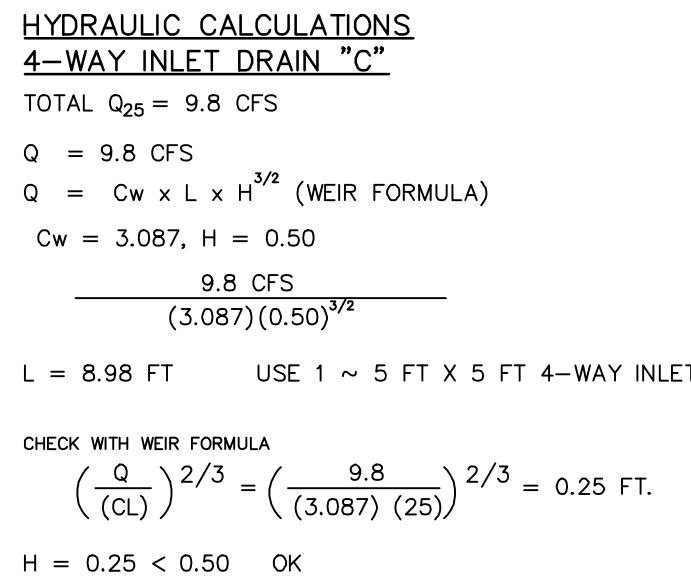 HYDRAULIC CALCULATIONS
4-WAY INLET DRAIN "C"
TOTAL Q25 = 9.8 CFS
Q = 9.8 CFS
Q = Cw x L x H^3/2 (WEIR FORMULA)
Cw = 3.087, H = 0.50
9.8 CFS
(3.087)(0.50)^3/2
L = 8.98 FT USE 1 ~ 5 FT X 5 FT 4-WAY INLET
CHECK WITH WEIR FORMULA
(Q/(CL))^2/3 = (9.8/(3.087) (25))^2/3 = 0.25 FT.
H = 0.25 < 0.50 OK